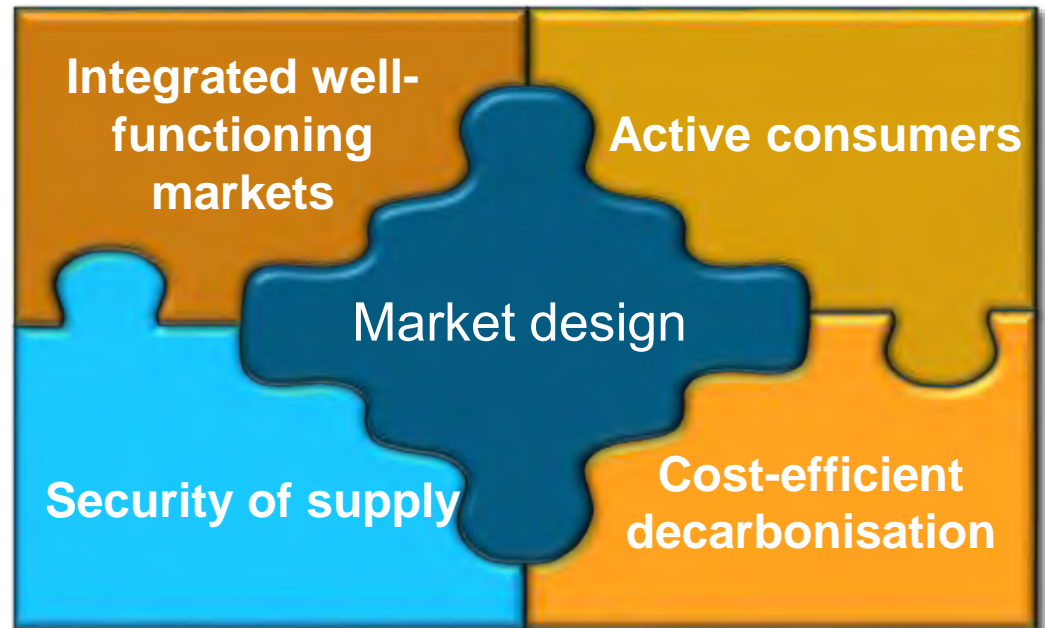 Integrated well-
functioning
markets
Active consumers
Market design
Security of supply
Cost-efficient
decarbonisation